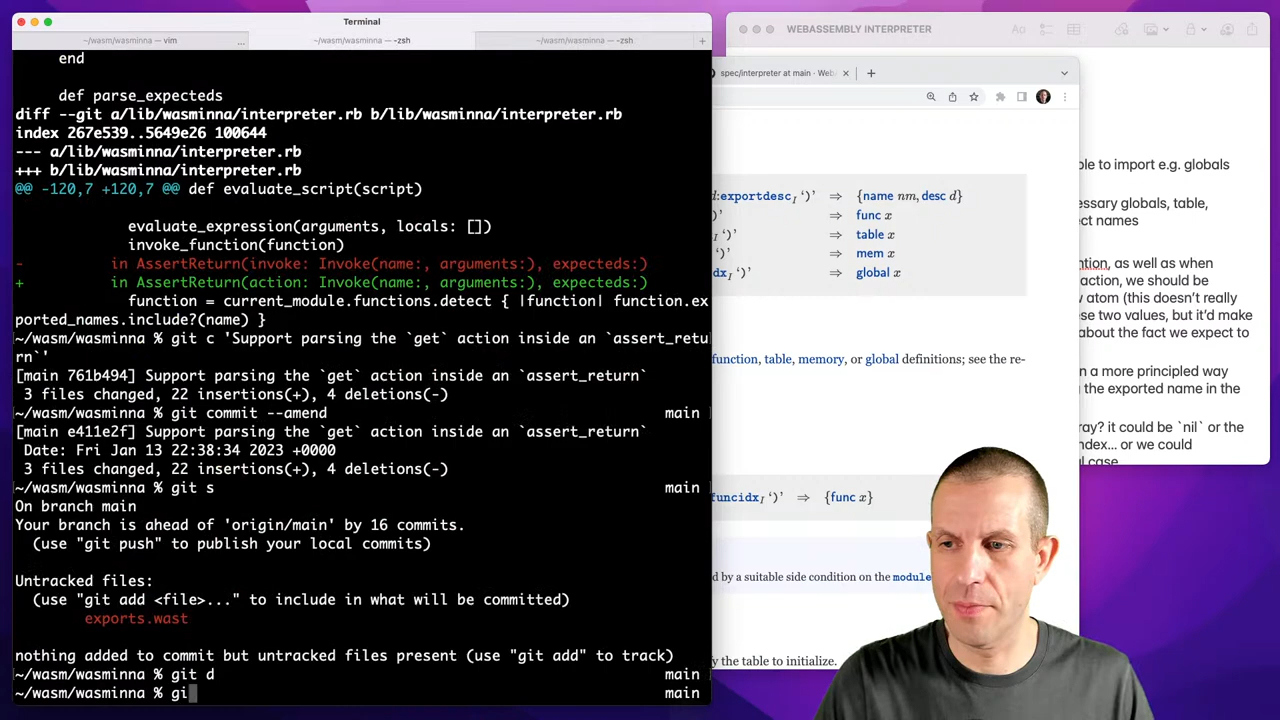 Terminal
~/wasm/wasminna — vim ...
~/wasm/wasminna — -zsh
~/wasm/wasminna — -zsh
end
def parse_expecteds
diff --git a/lib/wasminna/interpreter.rb b/lib/wasminna/interpreter.rb
index 267e539..5649e26 100644
--- a/lib/wasminna/interpreter.rb
+++ b/lib/wasminna/interpreter.rb
@@ -120,7 +120,7 @@ def evaluate_script(script)
evaluate_expression(arguments, locals: [])
invoke_function(function)
- in AssertReturn(invoke: Invoke(name:, arguments:), expecteds:)
+ in AssertReturn(action: Invoke(name:, arguments:), expecteds:)
function = current_module.functions.detect { |function| function.ex
ported_names.include?(name) }
~/wasm/wasminna % git c 'Support parsing the `get` action inside an `assert_retu
rn`'
[main 761b494] Support parsing the `get` action inside an `assert_return`
3 files changed, 22 insertions(+), 4 deletions(-)
~/wasm/wasminna % git commit --amend main
[main e411e2f] Support parsing the `get` action inside an `assert_return`
Date: Fri Jan 13 22:38:34 2023 +0000
3 files changed, 22 insertions(+), 4 deletions(-)
~/wasm/wasminna % git s main
On branch main
Your branch is ahead of 'origin/main' by 16 commits.
(use "git push" to publish your local commits)
Untracked files:
(use "git add <file>..." to include in what will be committed)
exports.wast
nothing added to commit but untracked files present (use "git add" to track)
~/wasm/wasminna % git d main
~/wasm/wasminna % gi main
WEBASSEMBLY INTERPRETER
spec/interpreter at main · Web
d:exportdesc I ')' ⇒ {name nm, desc d}
)' ⇒ func x
I ')' ⇒ table x
)' ⇒ mem x
dx I ')' ⇒ global x
function, table, memory, or global definitions; see the re-
funcidx I ')' ⇒ {func x}
d by a suitable side condition on the module
y the table to initialize.
ble to import e.g. globals
essary globals, table,
ct names
ntion, as well as when
action, we should be
w atom (this doesn't really
se two values, but it'd make
about the fact we expect to
n a more principled way
g the exported name in the
ray? it could be `nil` or the
ndex... or we could
al case